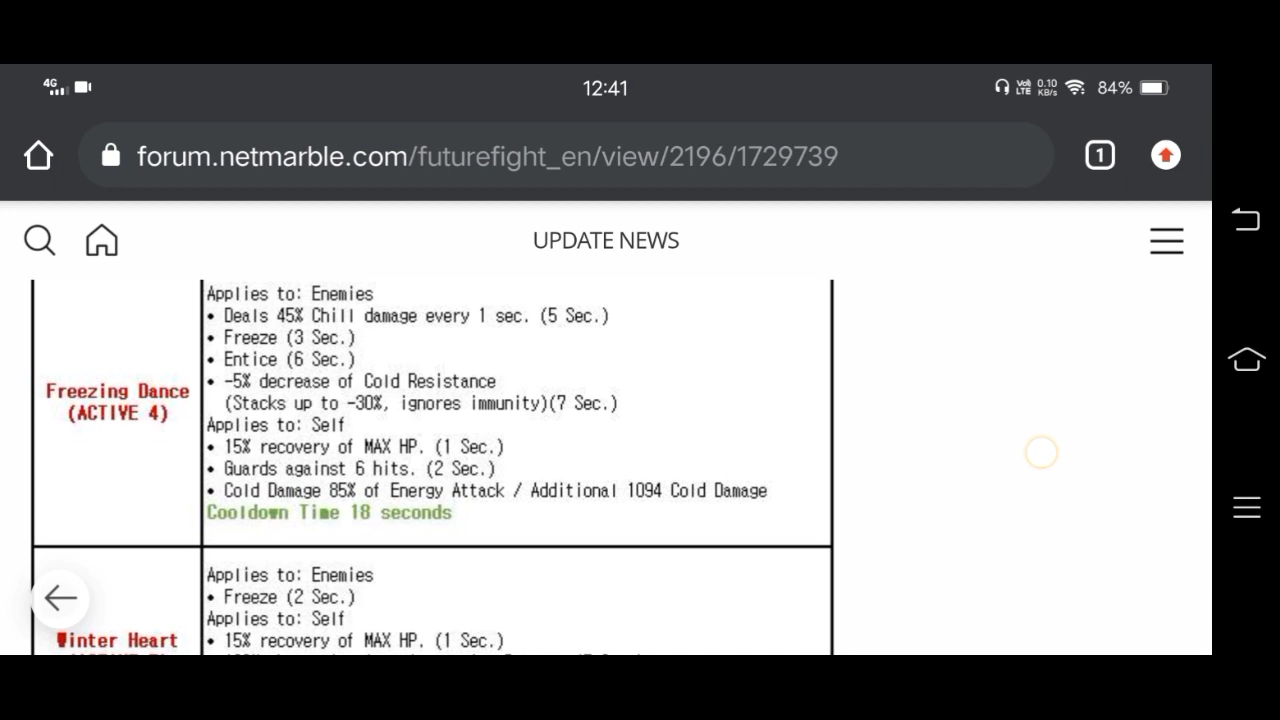 4G 12:41 Vo) LTE 0.10 KB/s 84%
forum.netmarble.com/futurefight_en/view/2196/1729739 1
UPDATE NEWS
Applies to: Enemies
• Deals 45% Chill damage every 1 sec. (5 Sec.)
• Freeze (3 Sec.)
• Entice (6 Sec.)
• -5% decrease of Cold Resistance
(Stacks up to -30%, ignores immunity)(7 Sec.)
Freezing Dance
(ACTIVE 4)
Applies to: Self
• 15% recovery of MAX HP. (1 Sec.)
• Guards against 6 hits. (2 Sec.)
• Cold Damage 85% of Energy Attack / Additional 1094 Cold Damage
Cooldown Time 18 seconds
Applies to: Enemies
• Freeze (2 Sec.)
Applies to: Self
Winter Heart
• 15% recovery of MAX HP. (1 Sec.)